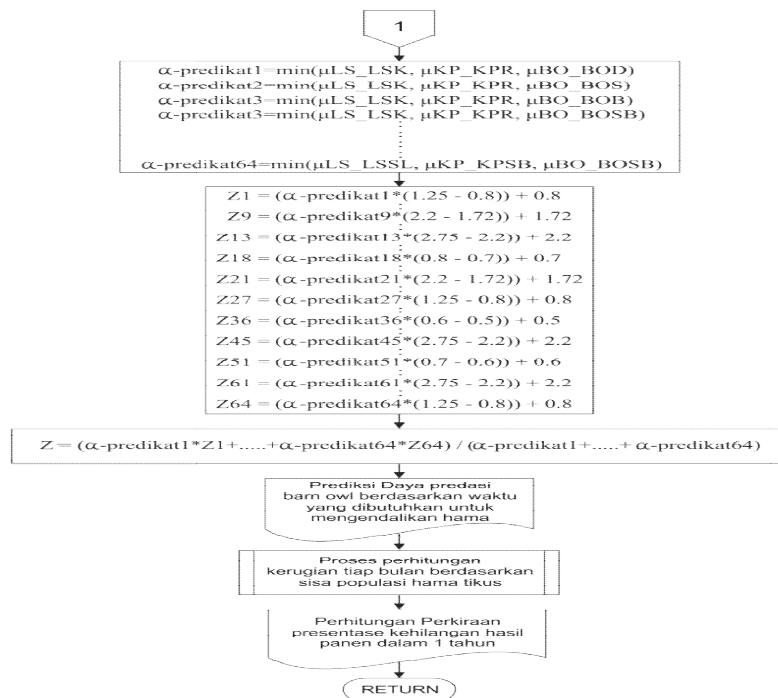 1
α-predikat1=min(μLS_LSK, μKP_KPR, μBO_BOD)
α-predikat2=min(μLS_LSK, μKP_KPR, μBO_BOS)
α-predikat3=min(μLS_LSK, μKP_KPR, μBO_BOB)
α-predikat3=min(μLS_LSK, μKP_KPR, μBO_BOSB)
α-predikat64=min(μLS_LSSL, μKP_KPSB, μBO_BOSB)
Z1 = (α-predikat1*(1.25 - 0.8)) + 0.8
Z9 = (α-predikat9*(2.2 - 1.72)) + 1.72
Z13 = (α-predikat13*(2.75 - 2.2)) + 2.2
Z18 = (α-predikat18*(0.8 - 0.7)) + 0.7
Z21 = (α-predikat21*(2.2 - 1.72)) + 1.72
Z27 = (α-predikat27*(1.25 - 0.8)) + 0.8
Z36 = (α-predikat36*(0.6 - 0.5)) + 0.5
Z45 = (α-predikat45*(2.75 - 2.2)) + 2.2
Z51 = (α-predikat51*(0.7 - 0.6)) + 0.6
Z61 = (α-predikat61*(2.75 - 2.2)) + 2.2
Z64 = (α-predikat64*(1.25 - 0.8)) + 0.8
Z = (α-predikat1*Z1+.....+α-predikat64*Z64) / (α-predikat1+.....+ α-predikat64)
Prediksi Daya predasi
barn owl berdasarkan waktu
yang dibutuhkan untuk
mengendalikan hama
Proses perhitungan
kerugian tiap bulan berdasarkan
sisa populasi hama tikus
Perhitungan Perkiraan
presentase kehilangan hasil
panen dalam 1 tahun
RETURN